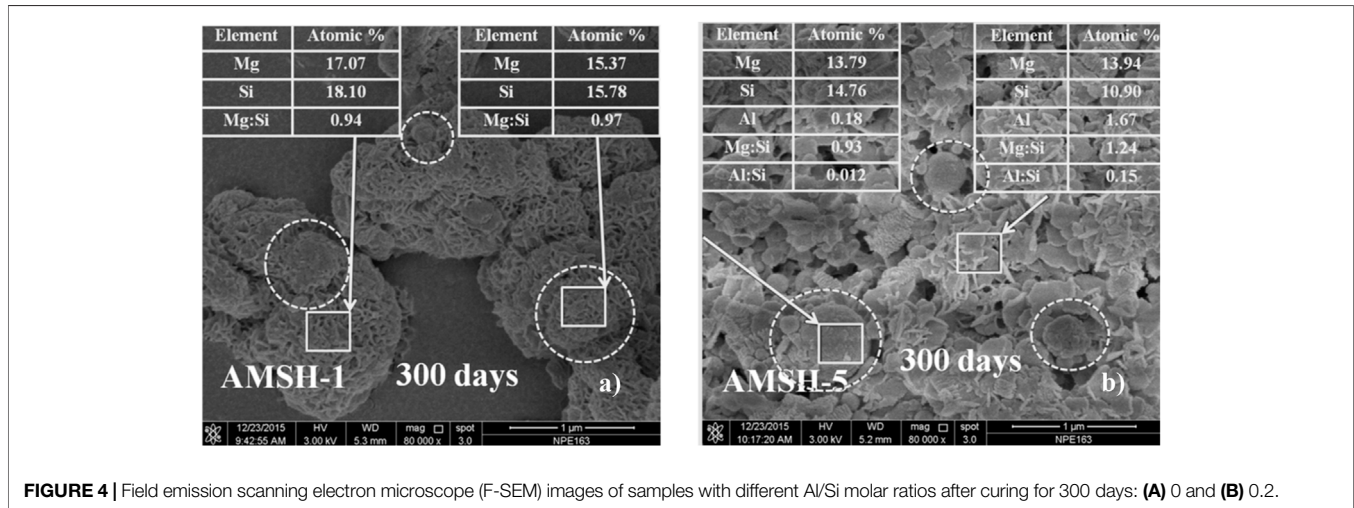 Element Atomic %
Mg 17.07
Si 18.10
Mg:Si 0.94
Element Atomic %
Mg 15.37
Si 15.78
Mg:Si 0.97
AMSH-1 300 days a)
12/23/2015 HV WD mag spot 1 µm
9:42:55 AM 3.00 kV 5.3 mm 80 000 x 3.0 NPE163
Element Atomic %
Mg 13.79
Si 14.76
Al 0.18
Mg:Si 0.93
Al:Si 0.012
Element Atomic %
Mg 13.94
Si 10.90
Al 1.67
Mg:Si 1.24
Al:Si 0.15
AMSH-5 300 days b)
12/23/2015 HV WD mag spot 1 µm
10:17:20 AM 3.00 kV 5.2 mm 80 000 x 3.0 NPE163
FIGURE 4 | Field emission scanning electron microscope (F-SEM) images of samples with different Al/Si molar ratios after curing for 300 days: (A) 0 and (B) 0.2.